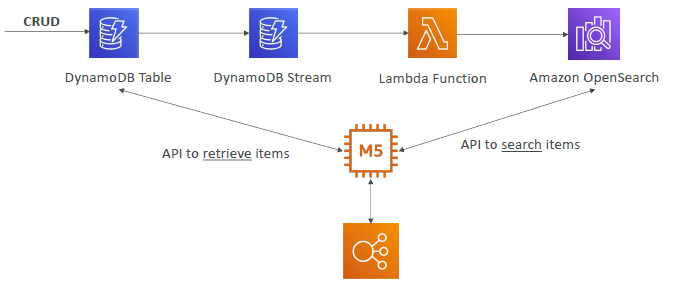 CRUD
DynamoDB Table
DynamoDB Stream
Lambda Function
Amazon OpenSearch
API to retrieve items
M5
API to search items